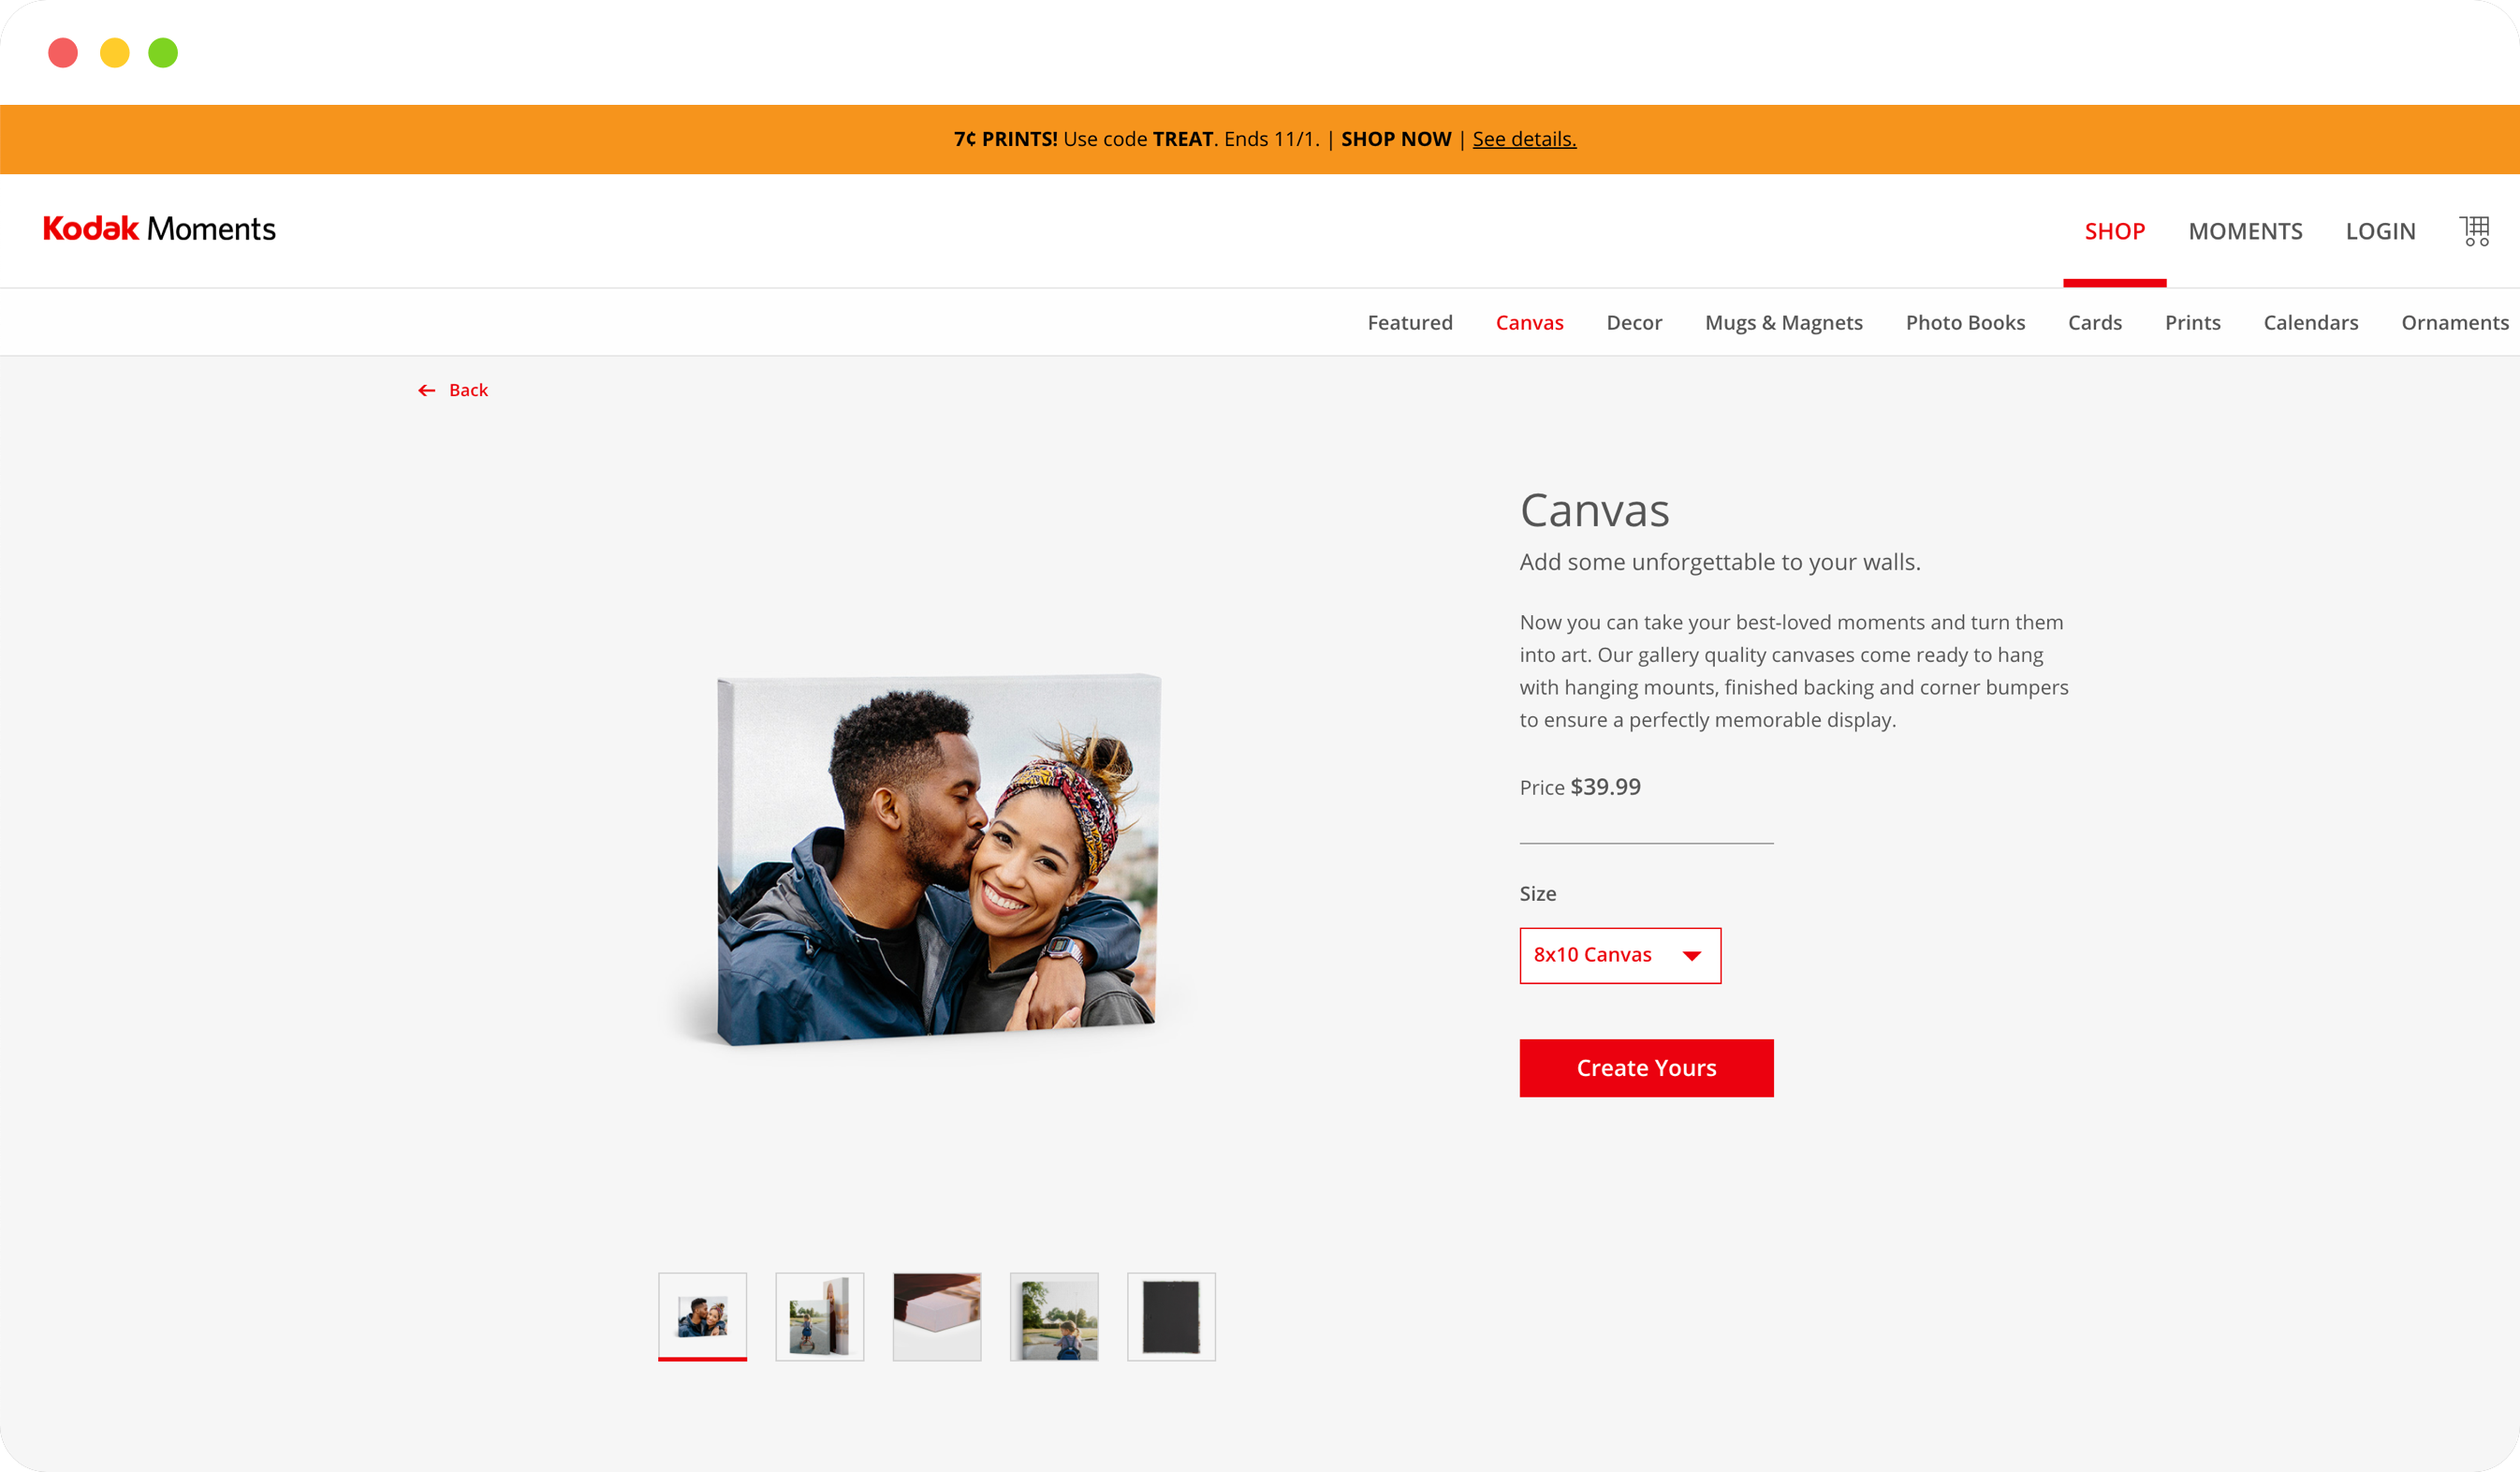 7¢ PRINTS! Use code TREAT. Ends 11/1. | SHOP NOW | See details.
Kodak Moments
SHOP MOMENTS LOGIN
Featured Canvas Decor Mugs & Magnets Photo Books Cards Prints Calendars Ornaments
Back
Canvas
Add some unforgettable to your walls.
Now you can take your best-loved moments and turn them
into art. Our gallery quality canvases come ready to hang
with hanging mounts, finished backing and corner bumpers
to ensure a perfectly memorable display.
Price $39.99
Size
8x10 Canvas
Create Yours